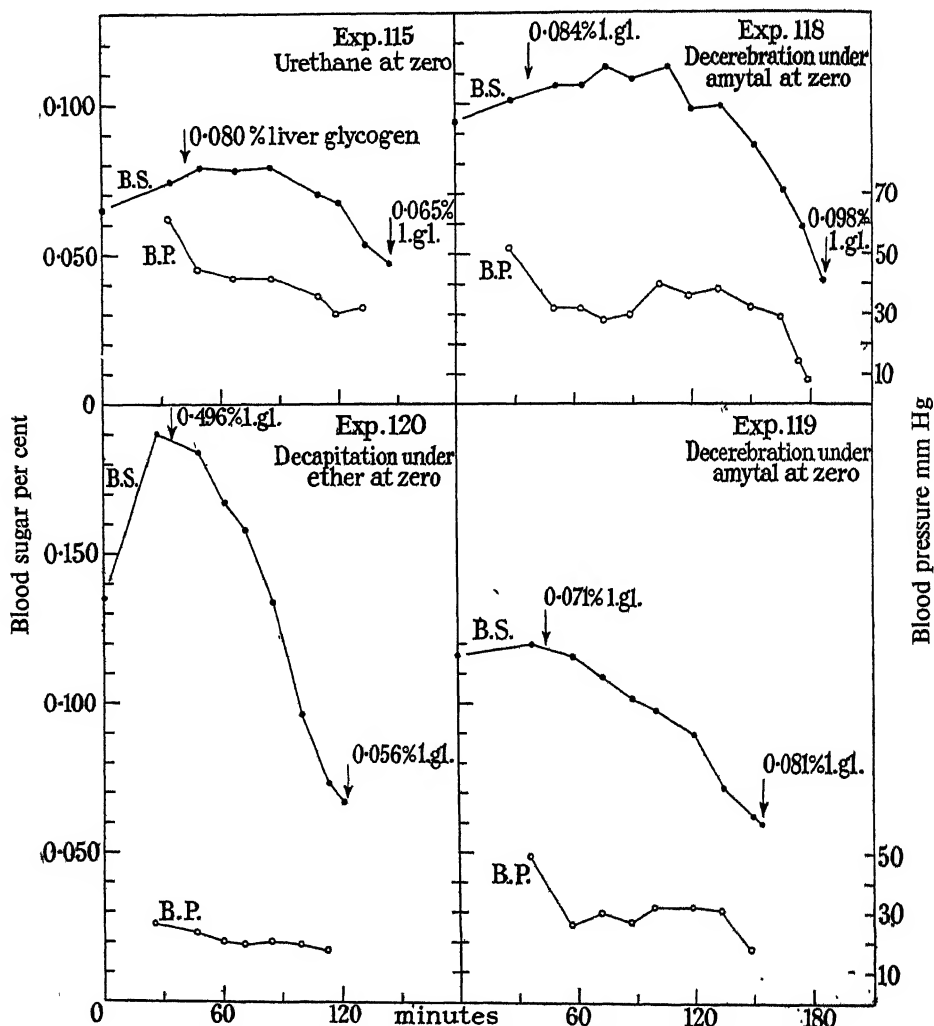 Exp.115
Urethane at zero
0·100
0·080 % liver glycogen
B.S.
0·065%
l.gl.
0·050
B.P.
0
0·084% l.gl.
Exp. 118
Decerebration under
amytal at zero
B.S.
70
0·098%
l.gl.
50
30
10
0·496% l.gl.
Exp.120
Decapitation under
ether at zero
B.S.
0·150
0·100
0·056% l.gl.
0·050
B.P.
Exp.119
Decerebration under
amytal at zero
0·071% l.gl.
B.S.
0·081% l.gl.
50
B.P.
30
10
0 60 120 minutes 60 120 180
Blood sugar per cent
Blood pressure mm Hg